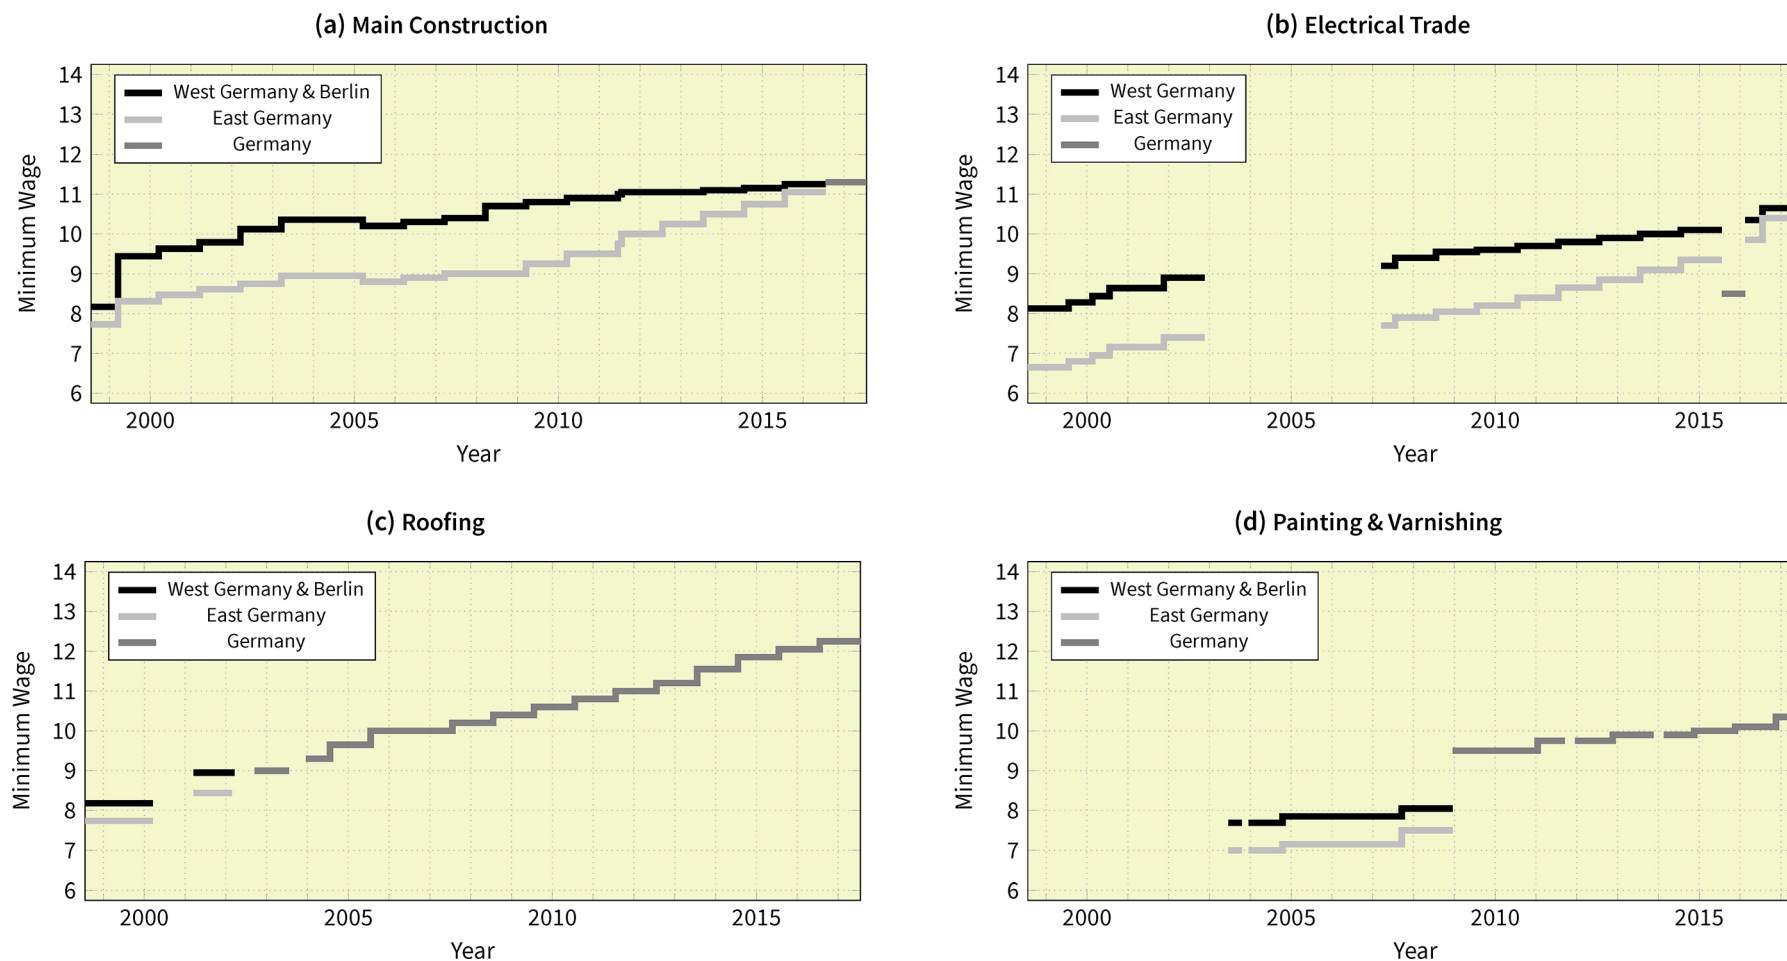 (a) Main Construction
14
13
12
11
10
9
8
7
6
Minimum Wage
West Germany & Berlin
East Germany
Germany
2000 2005 2010 2015
Year
(b) Electrical Trade
14
13
12
11
10
9
8
7
6
Minimum Wage
West Germany
East Germany
Germany
2000 2005 2010 2015
Year
(c) Roofing
14
13
12
11
10
9
8
7
6
Minimum Wage
West Germany & Berlin
East Germany
Germany
2000 2005 2010 2015
Year
(d) Painting & Varnishing
14
13
12
11
10
9
8
7
6
Minimum Wage
West Germany & Berlin
East Germany
Germany
2000 2005 2010 2015
Year